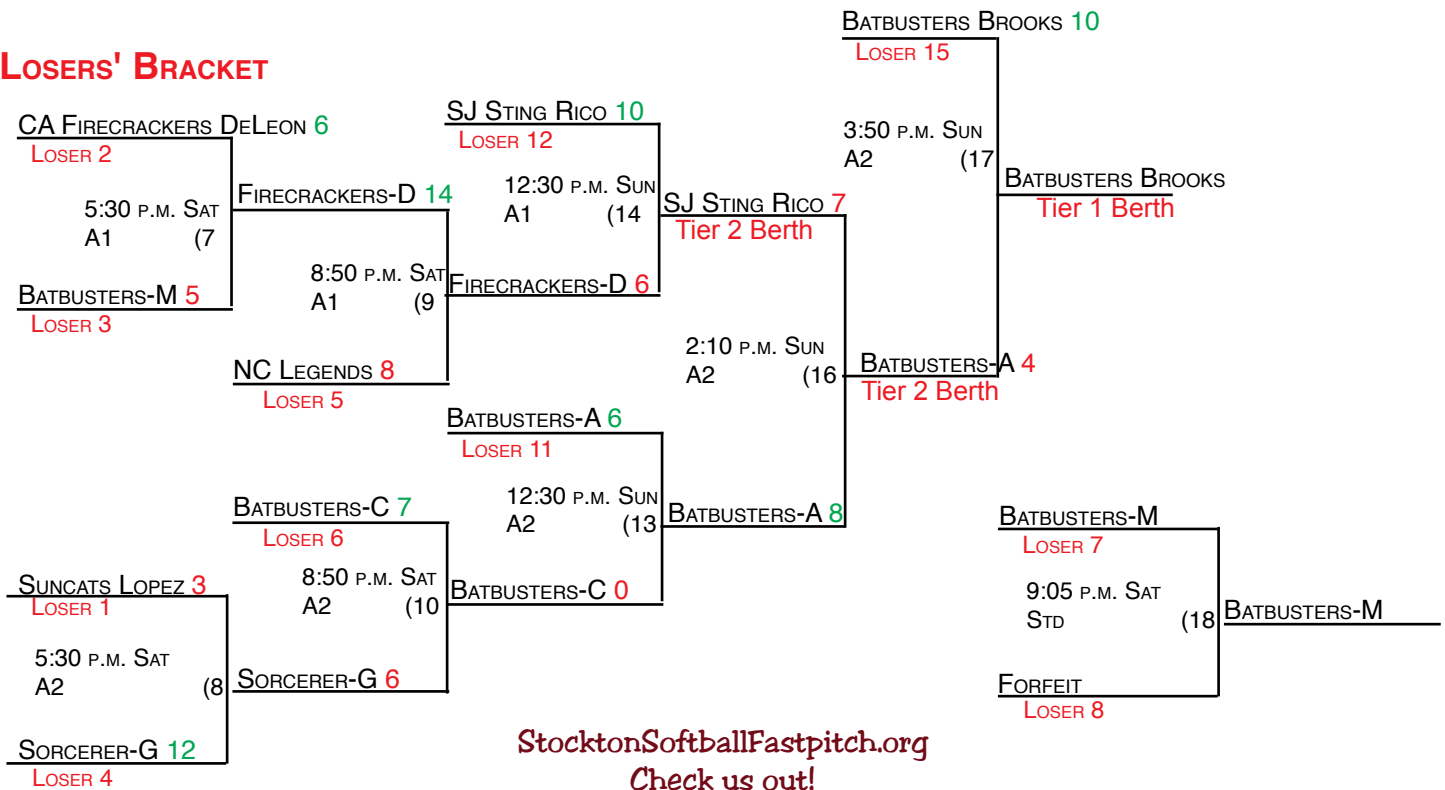 Losers' Bracket
CA Firecrackers DeLeon 6
Loser 2
5:30 p.m. Sat
A1 (7
Batbusters-M 5
Loser 3
Firecrackers-D 14
8:50 p.m. Sat
A1 (9
NC Legends 8
Loser 5
SJ Sting Rico 10
Loser 12
12:30 p.m. Sun
A1 (14
Firecrackers-D 6
SJ Sting Rico 7
Tier 2 Berth
2:10 p.m. Sun
A2 (16
Batbusters Brooks 10
Loser 15
3:50 p.m. Sun
A2 (17
Batbusters Brooks
Tier 1 Berth
Batbusters-A 4
Tier 2 Berth
Batbusters-A 6
Loser 11
12:30 p.m. Sun
A2 (13
Batbusters-A 8
Batbusters-C 7
Loser 6
8:50 p.m. Sat
A2 (10
Batbusters-C 0
Suncats Lopez 3
Loser 1
5:30 p.m. Sat
A2 (8
Sorcerer-G 6
Sorcerer-G 12
Loser 4
Batbusters-M
Loser 7
9:05 p.m. Sat
Std (18
Batbusters-M
Forfeit
Loser 8
StocktonSoftballFastpitch.org
Check us out!